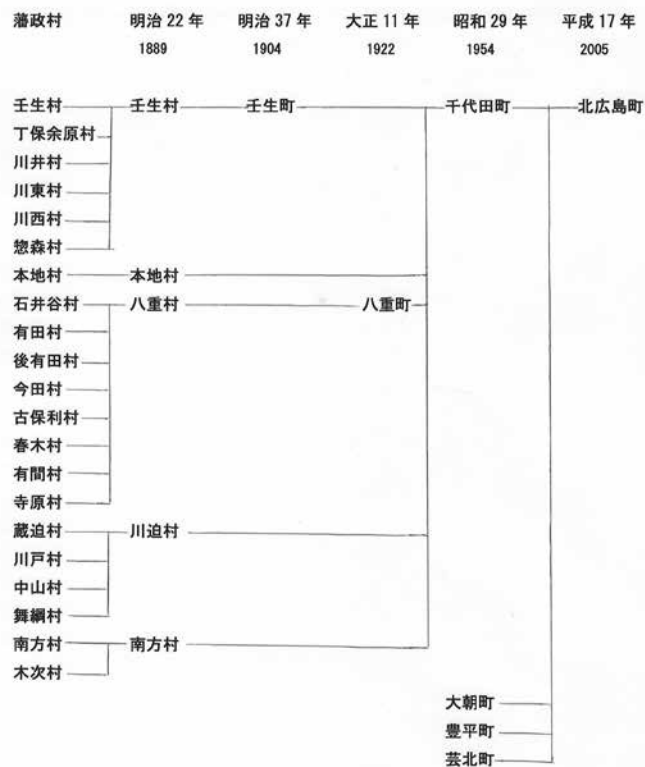 藩政村 明治 22 年 明治 37 年 大正 11 年 昭和 29 年 平成 17 年
1889 1904 1922 1954 2005
壬生村 壬生村 壬生町 千代田町 北広島町
丁保余原村
川井村
川東村
川西村
惣森村
本地村 本地村
石井谷村 八重村 八重町
有田村
後有田村
今田村
古保利村
春木村
有間村
寺原村
蔵迫村 川迫村
川戸村
中山村
舞綱村
南方村 南方村
木次村
大朝町
豊平町
芸北町